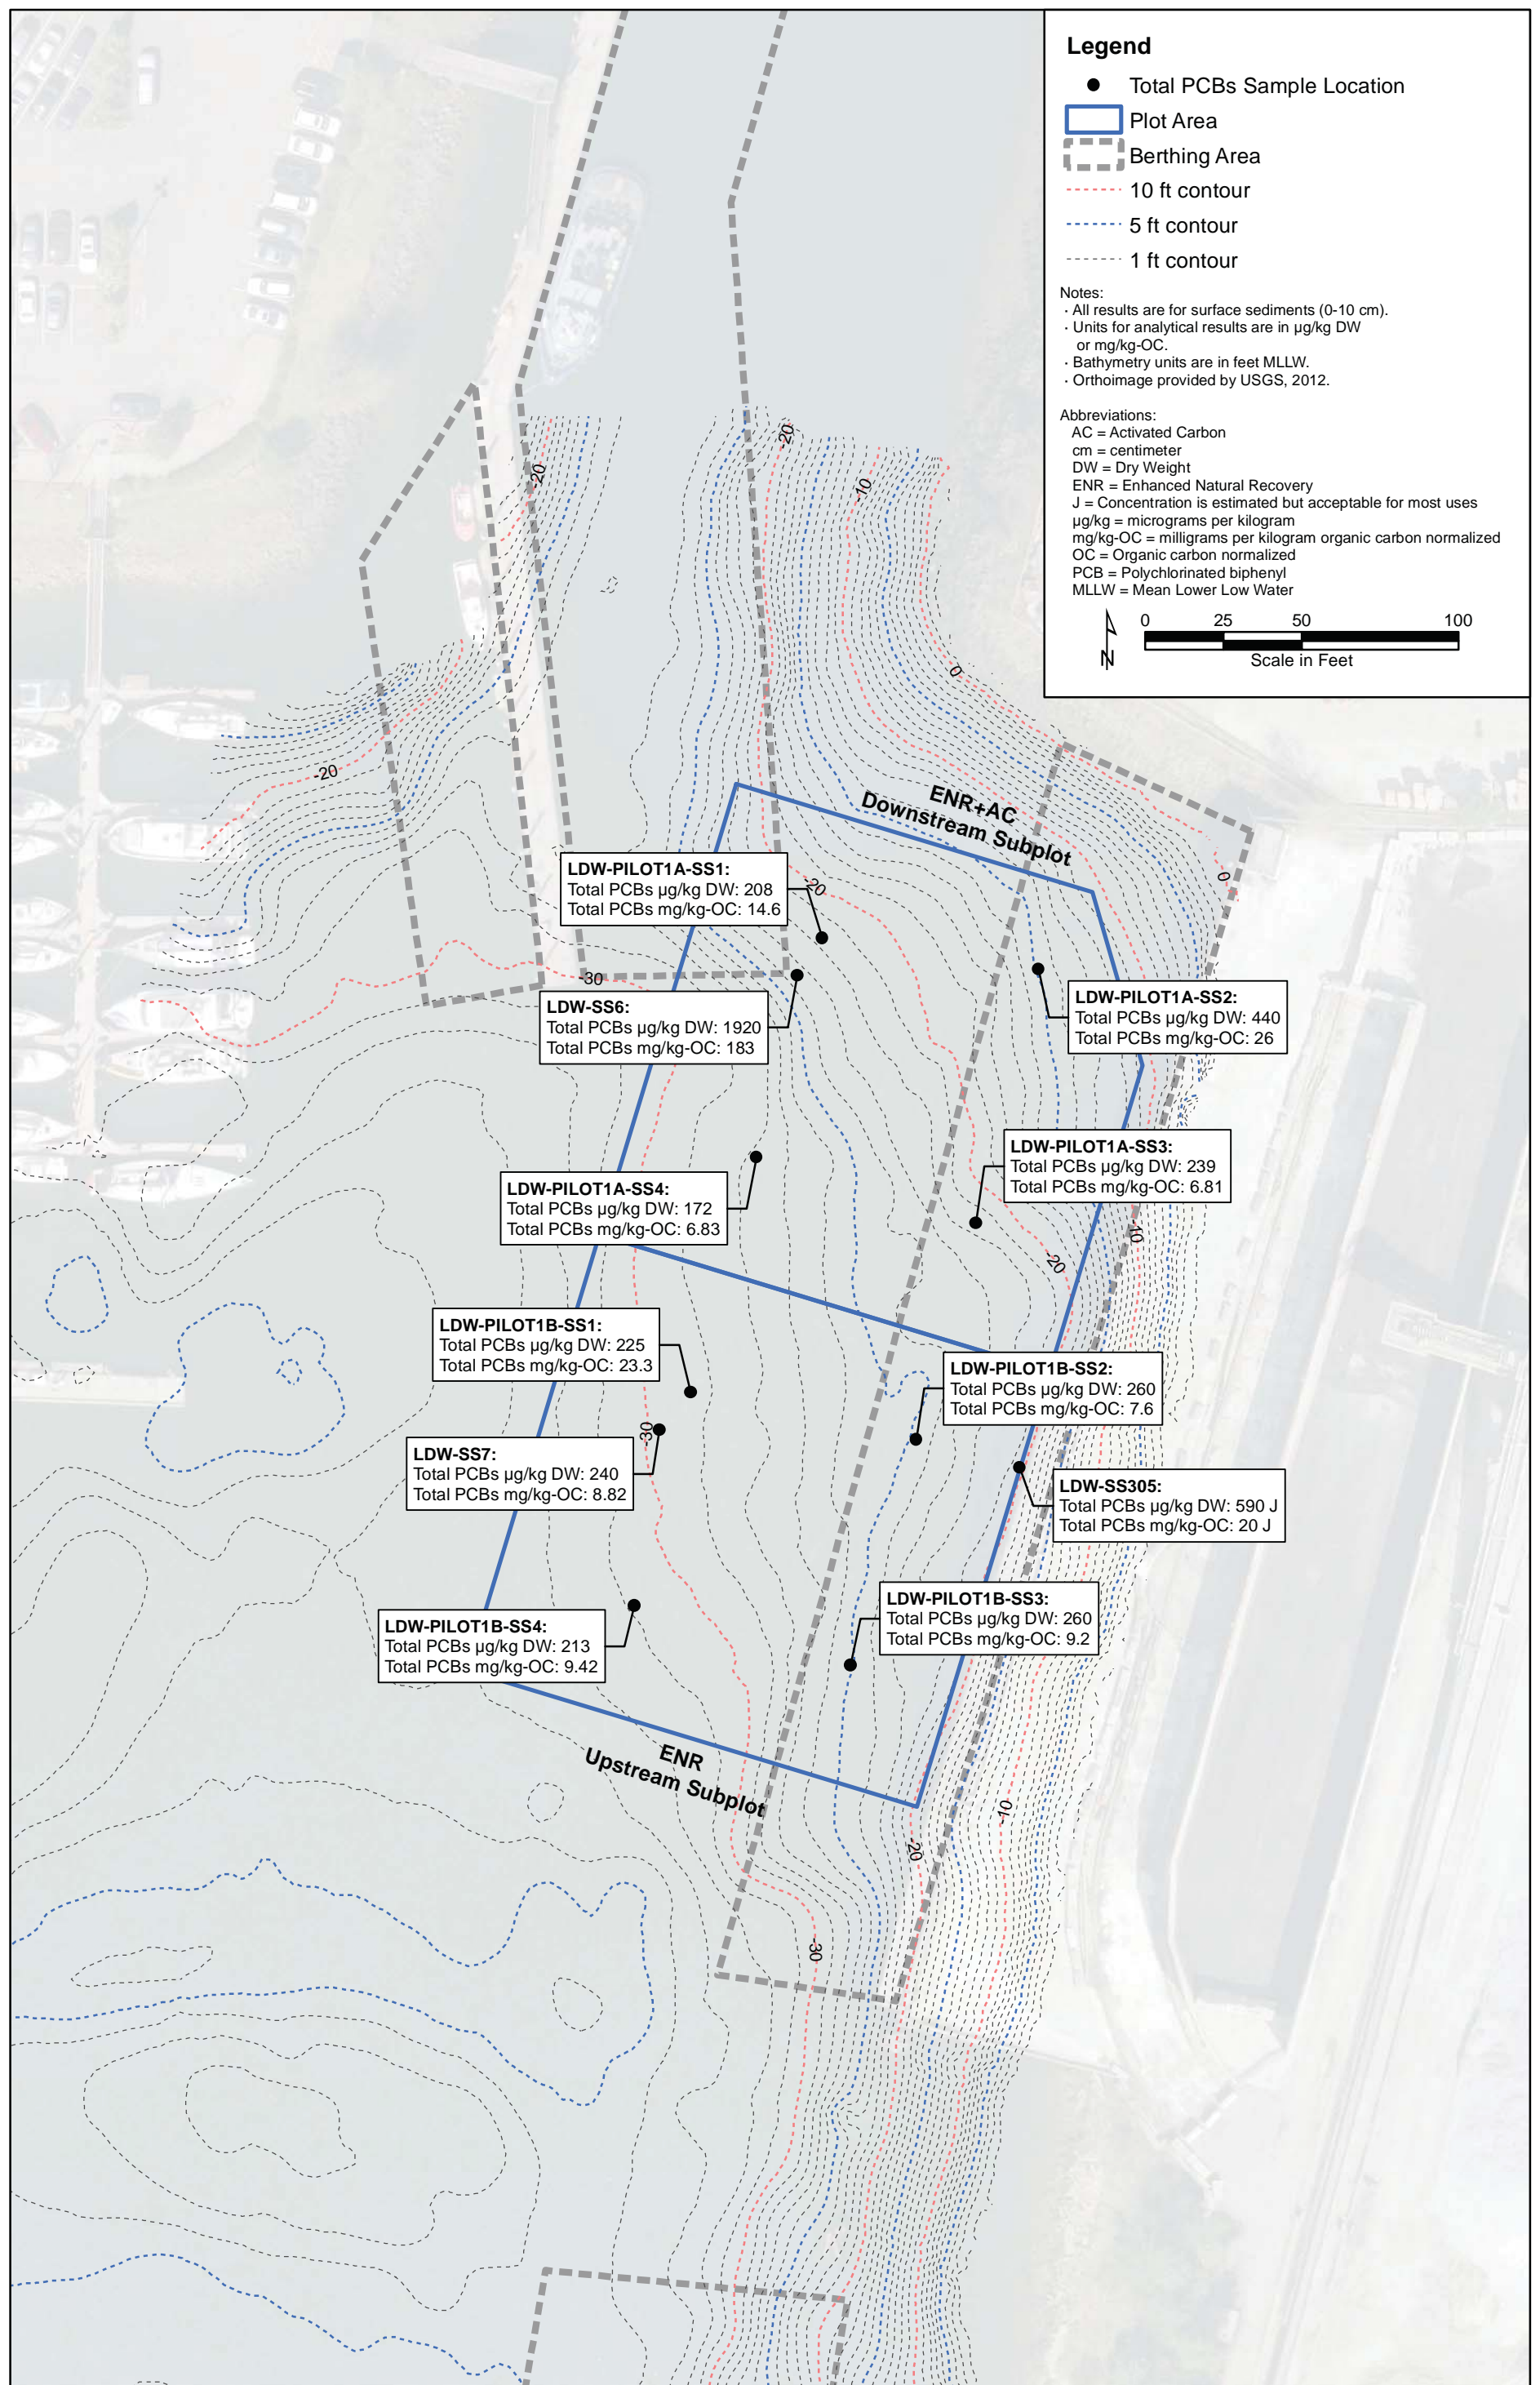 Legend
Total PCBs Sample Location
Plot Area
Berthing Area
10 ft contour
5 ft contour
1 ft contour
Notes:
· All results are for surface sediments (0-10 cm).
· Units for analytical results are in µg/kg DW
or mg/kg-OC.
· Bathymetry units are in feet MLLW.
· Orthoimage provided by USGS, 2012.
Abbreviations:
AC = Activated Carbon
cm = centimeter
DW = Dry Weight
ENR = Enhanced Natural Recovery
J = Concentration is estimated but acceptable for most uses
µg/kg = micrograms per kilogram
mg/kg-OC = milligrams per kilogram organic carbon normalized
OC = Organic carbon normalized
PCB = Polychlorinated biphenyl
MLLW = Mean Lower Low Water
N
0 25 50 100
Scale in Feet
-20
-20
-10
0
-20
ENR+AC
Downstream Subplot
LDW-PILOT1A-SS1:
Total PCBs µg/kg DW: 208
Total PCBs mg/kg-OC: 14.6
-20
0
-30
LDW-SS6:
Total PCBs µg/kg DW: 1920
Total PCBs mg/kg-OC: 183
LDW-PILOT1A-SS2:
Total PCBs µg/kg DW: 440
Total PCBs mg/kg-OC: 26
LDW-PILOT1A-SS3:
Total PCBs µg/kg DW: 239
Total PCBs mg/kg-OC: 6.81
LDW-PILOT1A-SS4:
Total PCBs µg/kg DW: 172
Total PCBs mg/kg-OC: 6.83
-10
-20
LDW-PILOT1B-SS1:
Total PCBs µg/kg DW: 225
Total PCBs mg/kg-OC: 23.3
LDW-PILOT1B-SS2:
Total PCBs µg/kg DW: 260
Total PCBs mg/kg-OC: 7.6
-30
LDW-SS7:
Total PCBs µg/kg DW: 240
Total PCBs mg/kg-OC: 8.82
LDW-SS305:
Total PCBs µg/kg DW: 590 J
Total PCBs mg/kg-OC: 20 J
LDW-PILOT1B-SS3:
Total PCBs µg/kg DW: 260
Total PCBs mg/kg-OC: 9.2
LDW-PILOT1B-SS4:
Total PCBs µg/kg DW: 213
Total PCBs mg/kg-OC: 9.42
ENR
Upstream Subplot
-10
-20
-30